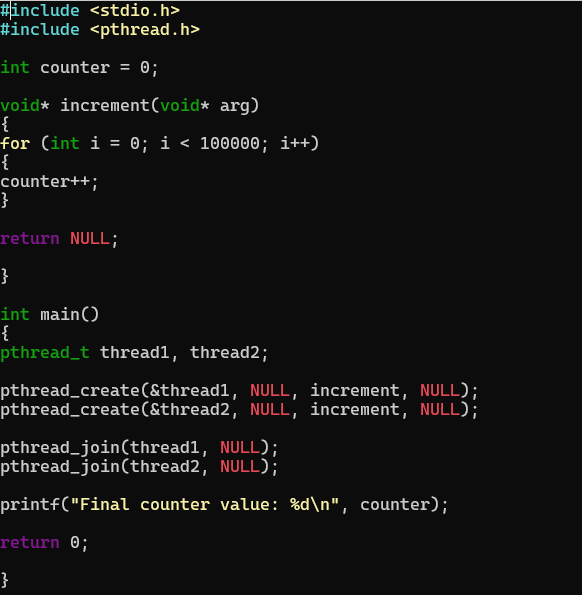 #include <stdio.h>
#include <pthread.h>
int counter = 0;
void* increment(void* arg)
{
for (int i = 0; i < 100000; i++)
{
counter++;
}
return NULL;
}
int main()
{
pthread_t thread1, thread2;
pthread_create(&thread1, NULL, increment, NULL);
pthread_create(&thread2, NULL, increment, NULL);
pthread_join(thread1, NULL);
pthread_join(thread2, NULL);
printf("Final counter value: %d\n", counter);
return 0;
}